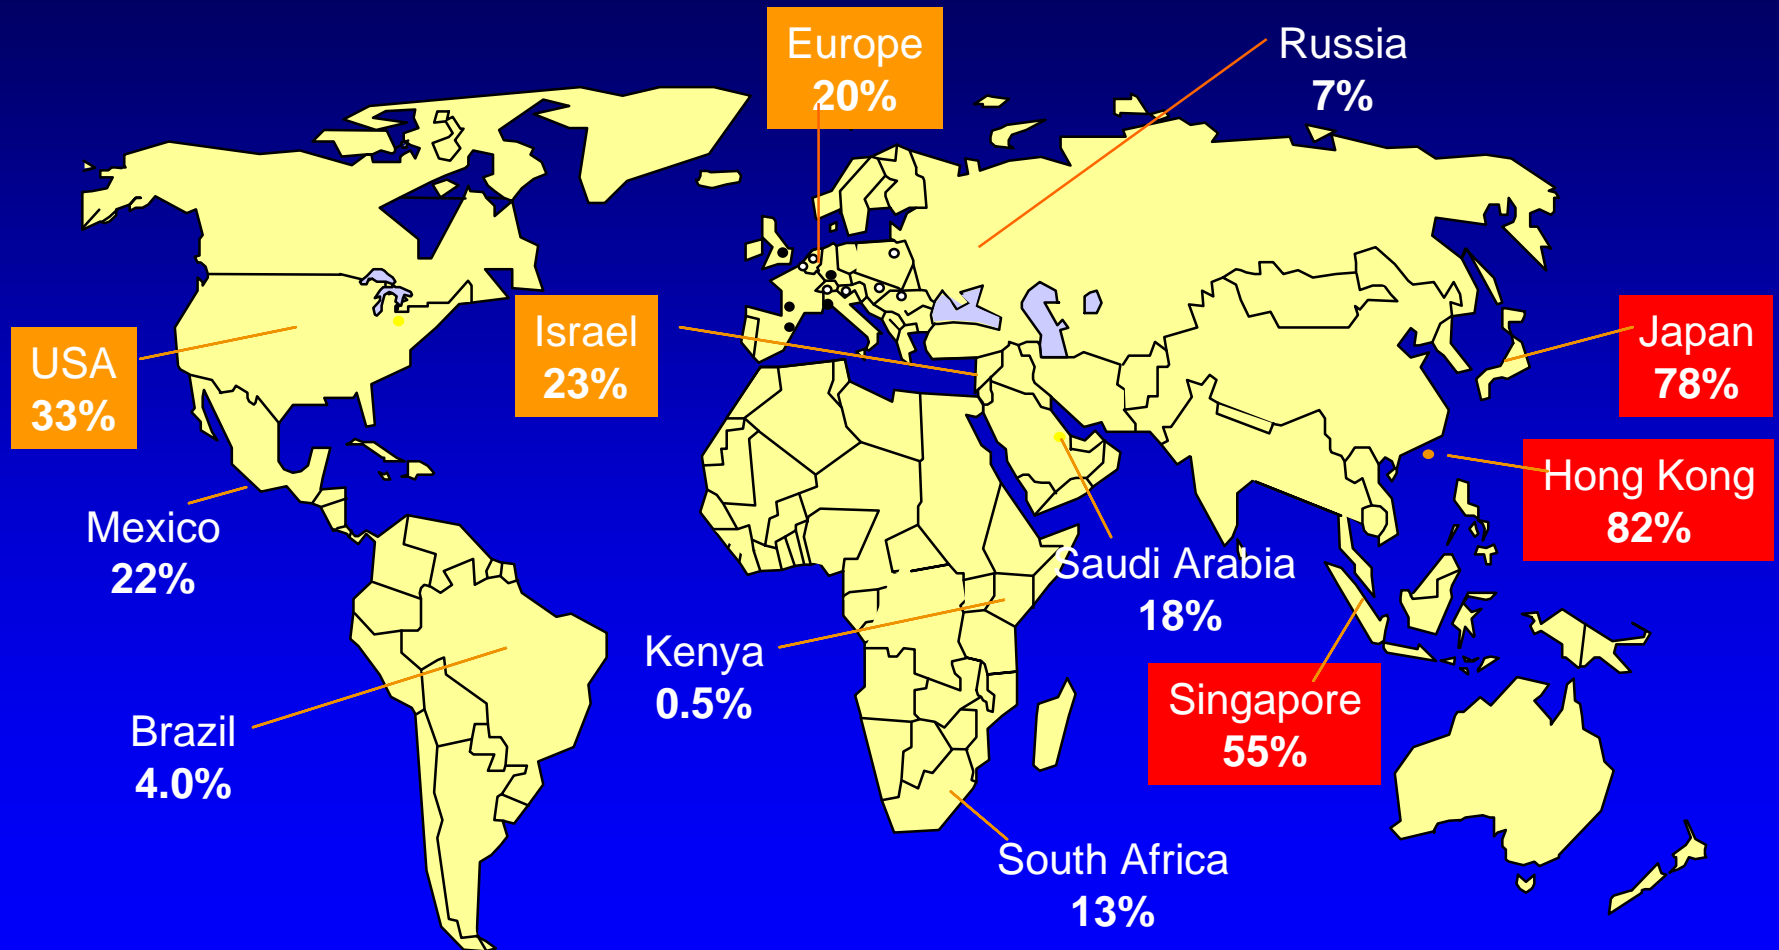 Europe
20%
Russia
7%
USA
33%
Israel
23%
Japan
78%
Hong Kong
82%
Mexico
22%
Saudi Arabia
18%
Kenya
0.5%
Singapore
55%
Brazil
4.0%
South Africa
13%